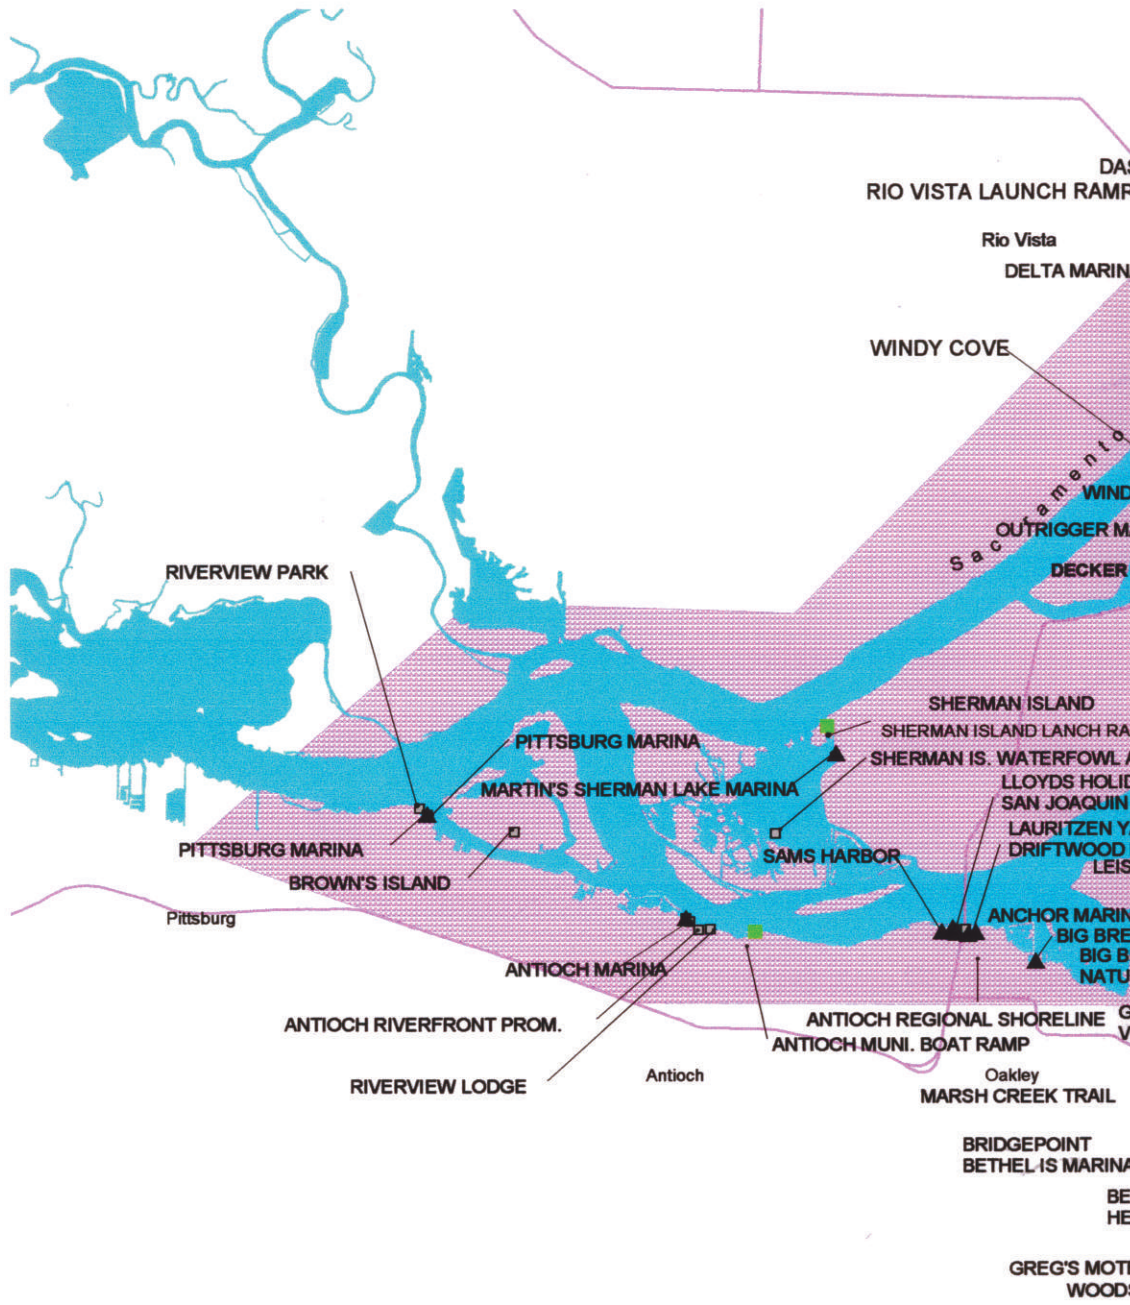 DAS
RIO VISTA LAUNCH RAMP
Rio Vista
DELTA MARINA
WINDY COVE
Sacramento
WIND
OUTRIGGER MA
DECKER
RIVERVIEW PARK
SHERMAN ISLAND
SHERMAN ISLAND LANCH RA
PITTSBURG MARINA
SHERMAN IS. WATERFOWL A
MARTIN'S SHERMAN LAKE MARINA
LLOYDS HOLID
SAN JOAQUIN
LAURITZEN YA
PITTSBURG MARINA
DRIFTWOOD
SAMS HARBOR
LEIS
BROWN'S ISLAND
Pittsburg
ANCHOR MARIN
BIG BRE
BIG B
ANTIOCH MARINA
NATU
G
ANTIOCH RIVERFRONT PROM.
ANTIOCH REGIONAL SHORELINE
V
ANTIOCH MUNI. BOAT RAMP
Antioch
Oakley
RIVERVIEW LODGE
MARSH CREEK TRAIL
BRIDGEPOINT
BETHEL IS MARINA
BE
HE
GREG'S MOTE
WOODS